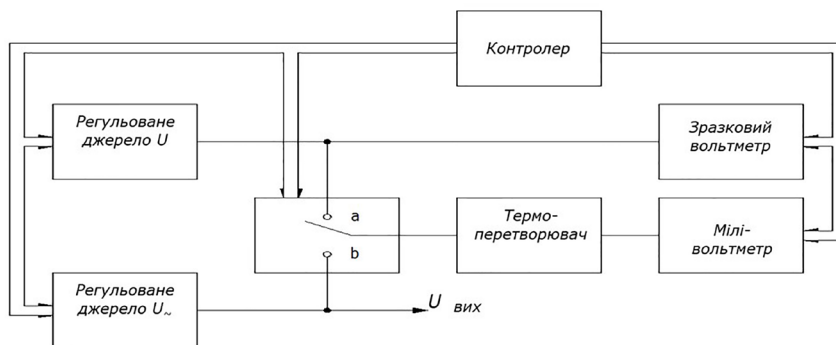 Контролер
Регульоване
джерело U
Зразковий
вольтметр
a
b
Термо-
перетворювач
Мілі-
вольтметр
Регульоване
джерело U~
U вих